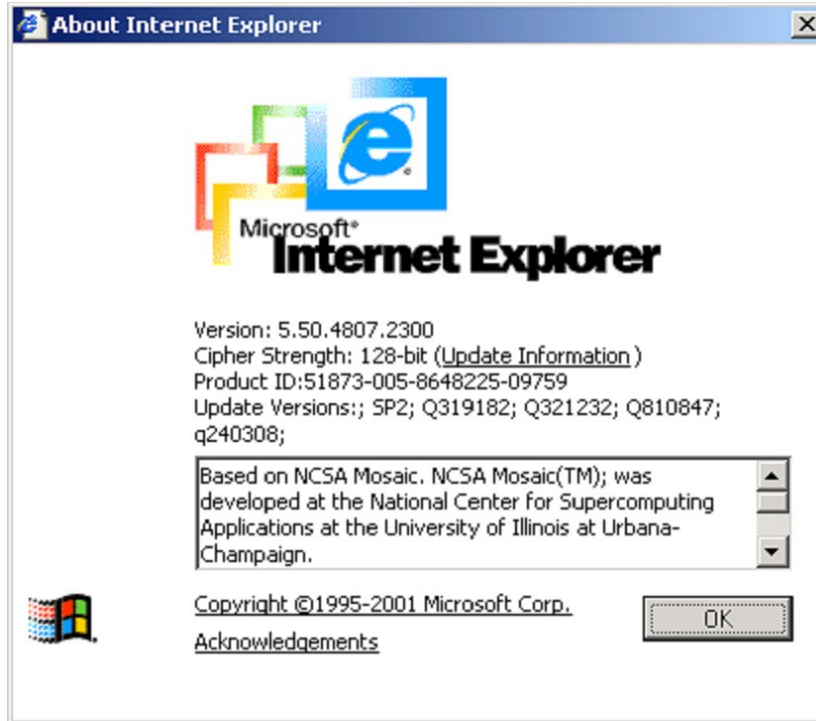 About Internet Explorer
Microsoft®
Internet Explorer
Version: 5.50.4807.2300
Cipher Strength: 128-bit (Update Information )
Product ID:51873-005-8648225-09759
Update Versions:; SP2; Q319182; Q321232; Q810847;
q240308;
Based on NCSA Mosaic. NCSA Mosaic(TM); was
developed at the National Center for Supercomputing
Applications at the University of Illinois at Urbana-
Champaign.
Copyright ©1995-2001 Microsoft Corp.
OK
Acknowledgements